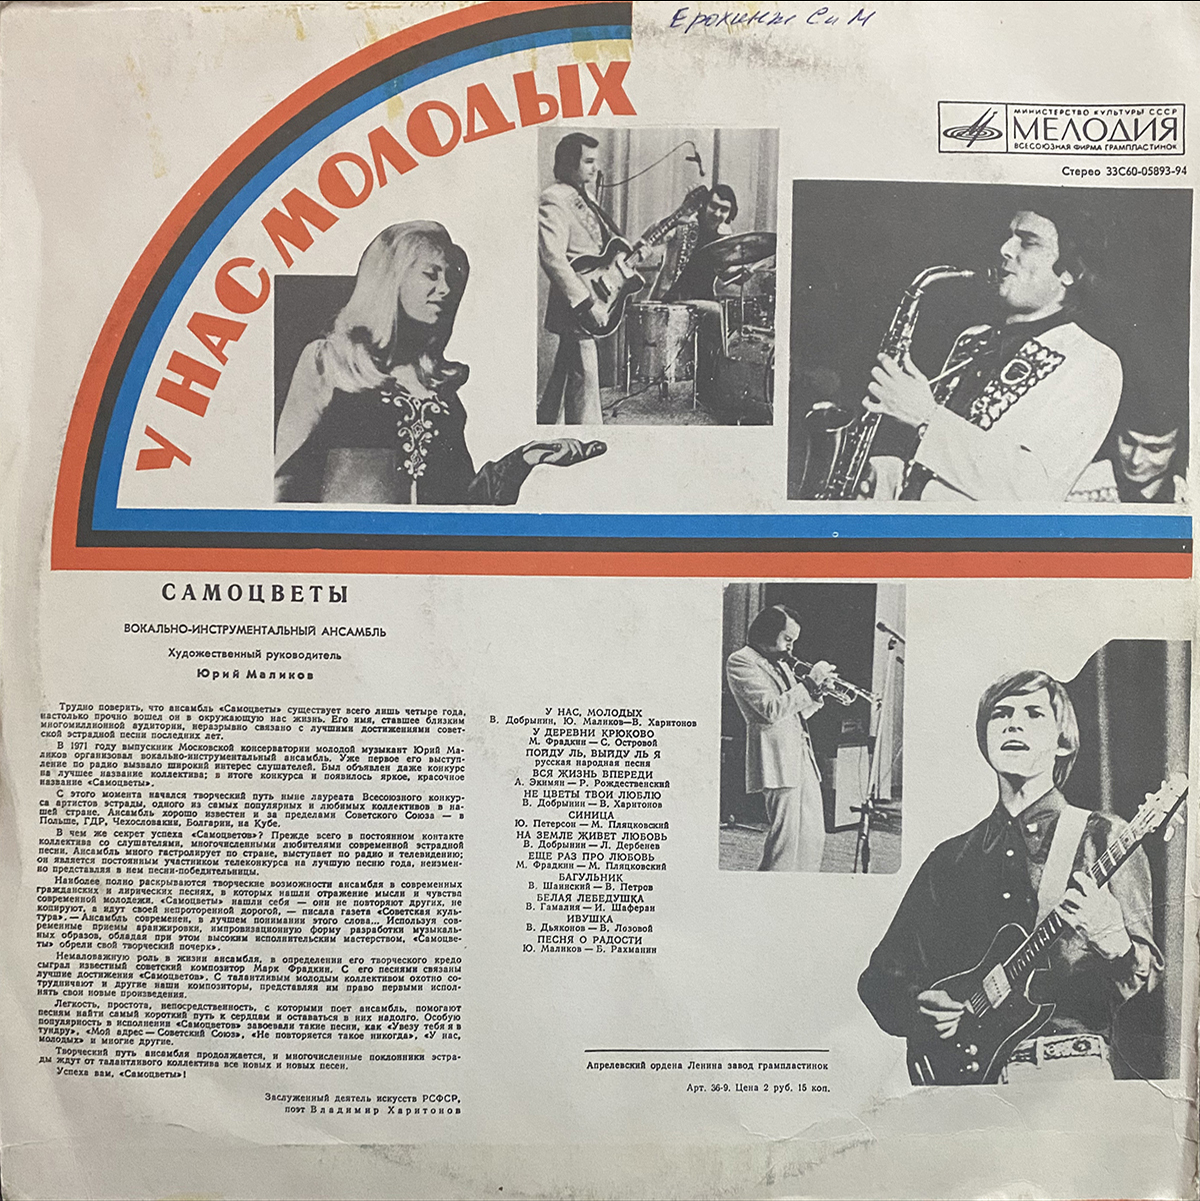 Ерохинж С и М
У НАС МОЛОДЫХ
МИНИСТЕРСТВО КУЛЬТУРЫ СССР
МЕЛОДИЯ
ВСЕСОЮЗНАЯ ФИРМА ГРАМПЛАСТИНОК
Стерео 33С60-05893-94
САМОЦВЕТЫ
ВОКАЛЬНО-ИНСТРУМЕНТАЛЬНЫЙ АНСАМБЛЬ
Художественный руководитель
Юрий Маликов
Трудно поверить, что ансамбль «Самоцветы» существует всего лишь четыре года,
настолько прочно вошел он в окружающую нас жизнь. Его имя, ставшее близким
многомиллионной аудитории, неразрывно связано с лучшими достижениями совет-
ской эстрадной песни последних лет.
В 1971 году выпускник Московской консерватории молодой музыкант Юрий Ма-
ликов организовал вокально-инструментальный ансамбль. Уже первое его выступ-
ление по радио вызвало широкий интерес слушателей. Был объявлен даже конкурс
на лучшее название коллектива; в итоге конкурса и появилось яркое, красочное
название «Самоцветы».
С этого момента начался творческий путь ныне лауреата Всесоюзного конкур-
са артистов эстрады, одного из самых популярных и любимых коллективов в на-
шей стране. Ансамбль хорошо известен и за пределами Советского Союза — в
Польше, ГДР, Чехословакии, Болгарии, на Кубе.
В чем же секрет успеха «Самоцветов»? Прежде всего в постоянном контакте
коллектива со слушателями, многочисленными любителями современной эстрадной
песни. Ансамбль много гастролирует по стране, выступает по радио и телевидению;
он является постоянным участником телеконкурса на лучшую песню года, неизмен-
но представляя в нем песни-победительницы.
Наиболее полно раскрываются творческие возможности ансамбля в современных
гражданских и лирических песнях, в которых нашли отражение мысли и чувства
современной молодежи. «Самоцветы» нашли себя — они не повторяют других, не
копируют, а идут своей непроторенной дорогой, — писала газета «Советская куль-
тура». — Ансамбль современен, в лучшем понимании этого слова... Используя сов-
ременные приемы аранжировки, импровизационную форму разработки музыкаль-
ных образов, обладая при этом высоким исполнительским мастерством, «Самоцве-
ты» обрели свой творческий почерк».
Немаловажную роль в жизни ансамбля, в определении его творческого кредо
сыграл известный советский композитор Марк Фрадкин. С его песнями связаны
лучшие достижения «Самоцветов». С талантливым молодым коллективом охотно со-
трудничают и другие наши композиторы, представляя им право первыми испол-
нять свои новые произведения.
Легкость, простота, непосредственность, с которыми поет ансамбль, помогают
песням найти самый короткий путь к сердцам и оставаться в них надолго. Особую
популярность в исполнении «Самоцветов» завоевали такие песни, как «Увезу тебя я в
тундру», «Мой адрес — Советский Союз», «Не повторяется такое никогда», «У нас,
молодых» и многие другие.
Творческий путь ансамбля продолжается, и многочисленные поклонники эстра-
ды ждут от талантливого коллектива все новых и новых песен.
Успеха вам, «Самоцветы»!
Заслуженный деятель искусств РСФСР,
поэт Владимир Харитонов
У НАС, МОЛОДЫХ
В. Добрынин, Ю. Маликов—В. Харитонов
У ДЕРЕВНИ КРЮКОВО
М. Фрадкин — С. Островой
ПОЙДУ ЛЬ, ВЫЙДУ ЛЬ Я
русская народная песня
ВСЯ ЖИЗНЬ ВПЕРЕДИ
А. Экимян — Р. Рождественский
НЕ ЦВЕТЫ ТВОИ ЛЮБЛЮ
В. Добрынин — В. Харитонов
СИНИЦА
Ю. Петерсон — М. Пляцковский
НА ЗЕМЛЕ ЖИВЕТ ЛЮБОВЬ
В. Добрынин — Л. Дербенев
ЕЩЕ РАЗ ПРО ЛЮБОВЬ
М. Фрадкин — М. Пляцковский
БАГУЛЬНИК
В. Шаинский — В. Петров
БЕЛАЯ ЛЕБЕДУШКА
В. Гамалия — И. Шаферан
ИВУШКА
В. Дьяконов — В. Лозовой
ПЕСНЯ О РАДОСТИ
Ю. Маликов — Б. Рахманин
Апрелевский ордена Ленина завод грампластинок
Арт. 36-9. Цена 2 руб. 15 коп.